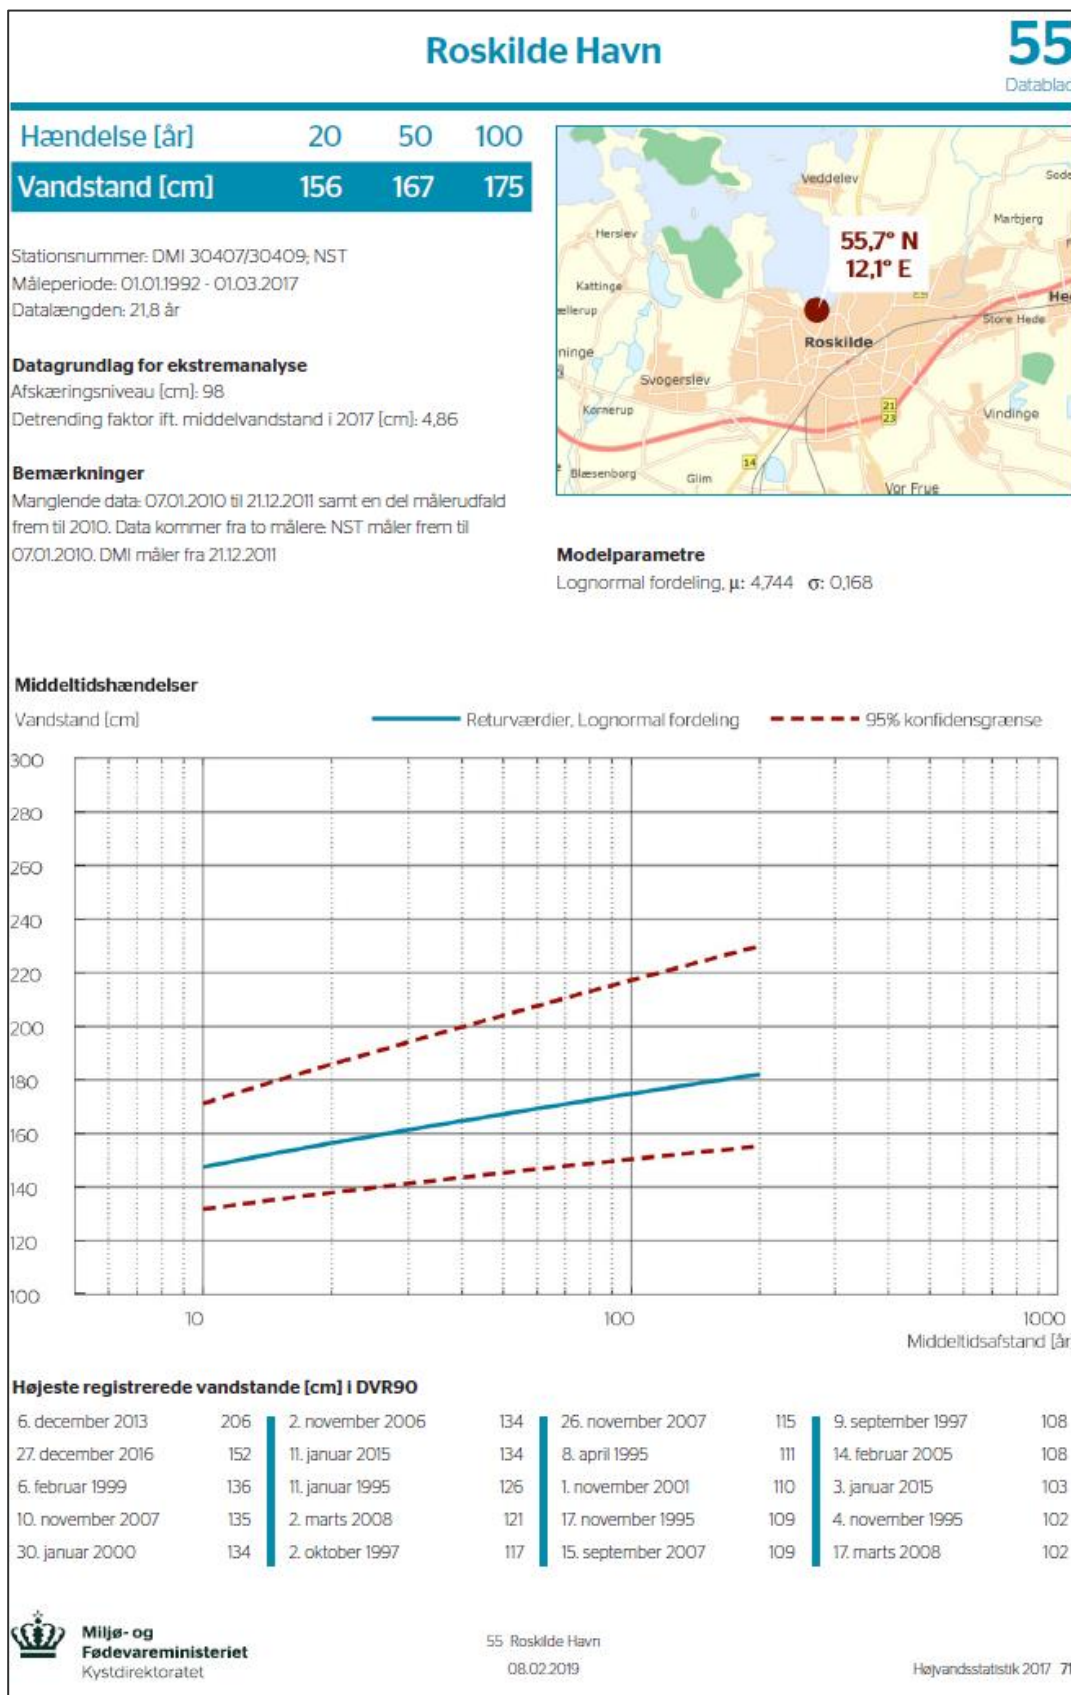 Roskilde Havn
55
Hændelse [år] 20 50 100
Vandstand [cm] 156 167 175
Stationsnummer: DMI 30407/30409; NST
Måleperiode: 01.01.1992 - 01.03.2017
Datalængden: 21,8 år
Datagrundlag for ekstremanalyse
Afskæringsniveau [cm]: 98
Detrending faktor ift. middelvandstand i 2017 [cm]: 4,86
Bemærkninger
Manglende data: 07.01.2010 til 21.12.2011 samt en del målerudfald
frem til 2010. Data kommer fra to målere: NST måler frem til
07.01.2010. DMI måler fra 21.12.2011
Veddelev
Herslev
Marbjerg
55,7° N
12,1° E
Kattinge
Store Hede
Roskilde
Svogerslev
Kornerup
21
23
Vindinge
14
Blæsenborg
Glim
Vor Frue
Modelparametre
Lognormal fordeling, μ: 4,744 σ: 0,168
Middeltidshændelser
Vandstand [cm]
Returværdier, Lognormal fordeling
95% konfidensgrænse
300
280
260
240
220
200
180
160
140
120
100
10 100 1000
Middeltidsafstand [år
Højeste registrerede vandstande [cm] i DVR90
6. december 2013 206 2. november 2006 134 26. november 2007 115 9. september 1997 108
27. december 2016 152 11. januar 2015 134 8. april 1995 111 14. februar 2005 108
6. februar 1999 136 11. januar 1995 126 1. november 2001 110 3. januar 2015 103
10. november 2007 135 2. marts 2008 121 17. november 1995 109 4. november 1995 102
30. januar 2000 134 2. oktober 1997 117 15. september 2007 109 17. marts 2008 102
Miljø- og
Fødevareministeriet
Kystdirektoratet
55 Roskilde Havn
08.02.2019
Højvandsstatistik 2017 71